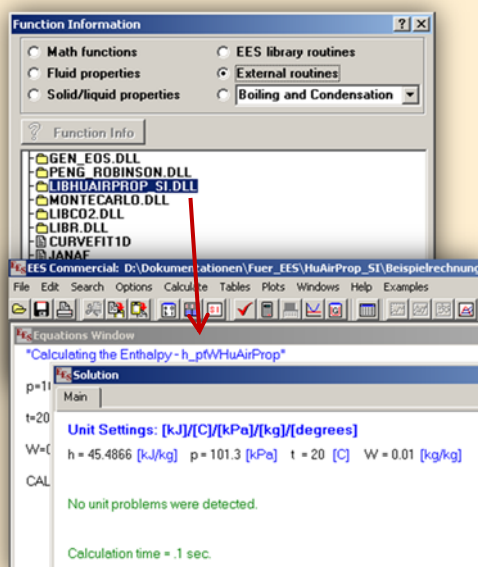 Function Information
Math functions EES library routines
Fluid properties External routines
Solid/liquid properties Boiling and Condensation
? Function Info
GEN_EOS.DLL
PENG_ROBINSON.DLL
LIBHUAIRPROP_SI.DLL
MONTECARLO.DLL
LIBCO2.DLL
LIBR.DLL
CURVEFIT1D
JANAF
EES Commercial: D:\Dokumentationen\Fuer_EES\HuAirProp_SI\Beispielrechnung
File Edit Search Options Calculate Tables Plots Windows Help Examples
Equations Window
"Calculating the Enthalpy - h_ptWHuAirProp"
p=1
Solution
Main
t=20
Unit Settings: [kJ]/[C]/[kPa]/[kg]/[degrees]
W=
h = 45.4866 [kJ/kg] p = 101.3 [kPa] t = 20 [C] W = 0.01 [kg/kg]
CAL
No unit problems were detected.
Calculation time = .1 sec.